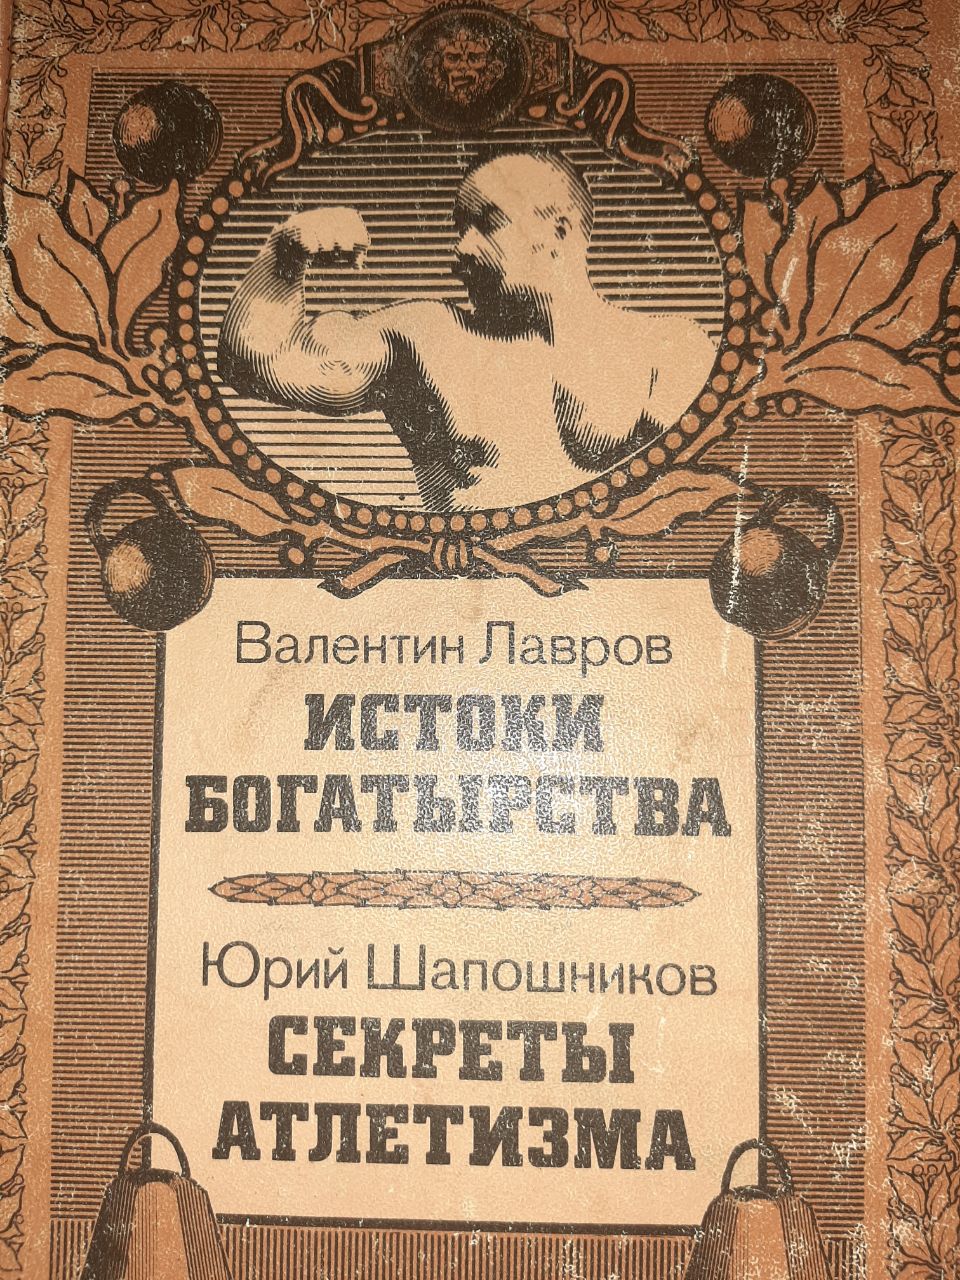 Валентин Лавров
ИСТОКИ
БОГАТЫРСТВА
Юрий Шапошников
СЕКРЕТЫ
АТЛЕТИЗМА